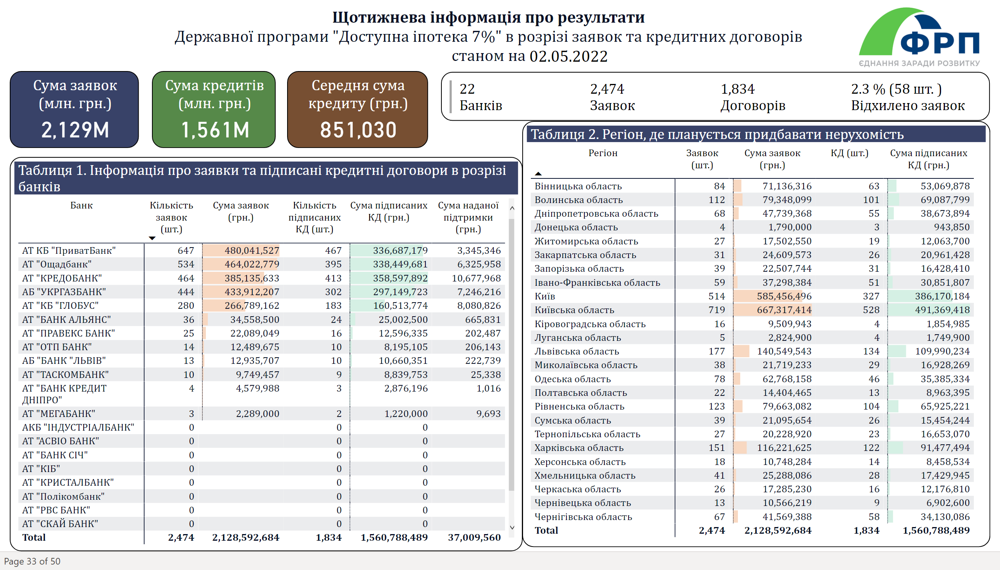 Щотижнева інформація про результати
Державної програми "Доступна іпотека 7%" в розрізі заявок та кредитних договорів
станом на 02.05.2022
ФРП
ЄДНАННЯ ЗАРАДИ РОЗВИТКУ
Сума заявок
(млн. грн.)
2,129M
Сума кредитів
(млн. грн.)
1,561M
Середня сума
кредиту (грн.)
851,030
22 2,474 1,834 2.3 % (58 шт. )
Банків Заявок Договорів Відхилено заявок
Таблиця 1. Інформація про заявки та підписані кредитні договори в розрізі
банків
Банк Кількість Сума заявок Кількість Сума підписаних Сума наданої
заявок (грн.) підписаних КД (грн.) підтримки
(шт.) КД (шт.) (грн.)
АТ КБ "ПриватБанк" 647 480,041,527 467 336,687,179 3,345,346
АТ "Ощадбанк" 534 464,022,779 395 338,449,681 6,325,958
АТ "КРЕДОБАНК" 464 385,135,633 413 358,597,892 10,677,968
АБ "УКРГАЗБАНК" 444 433,912,207 302 297,149,723 7,246,216
АТ "КБ "ГЛОБУС" 280 266,789,162 183 160,513,774 8,080,826
АТ "БАНК АЛЬЯНС" 36 34,558,500 24 25,002,500 665,831
АТ "ПРАВЕКС БАНК" 25 22,089,049 16 12,596,335 202,487
АТ "ОТП БАНК" 14 12,489,675 10 8,195,105 206,143
АБ "БАНК "ЛЬВІВ" 13 12,935,707 10 10,660,351 222,739
АТ "ТАСКОМБАНК" 10 9,749,457 9 8,839,753 25,338
АТ "БАНК КРЕДИТ 4 4,579,988 3 2,876,196 1,016
ДНІПРО"
АТ "МЕГАБАНК" 3 2,289,000 2 1,220,000 9,693
АКБ "ІНДУСТРІАЛБАНК" 0 0 0
АТ "АСВІО БАНК" 0 0 0
АТ "БАНК СІЧ" 0 0 0
АТ "КІБ" 0 0 0
АТ "КРИСТАЛБАНК" 0 0 0
АТ "Полікомбанк" 0 0 0
АТ "РВС БАНК" 0 0 0
АТ "СКАЙ БАНК" 0 0 0
Total 2,474 2,128,592,684 1,834 1,560,788,489 37,009,560
Таблиця 2. Регіон, де планується придбавати нерухомість
Регіон Заявок Сума заявок КД (шт.) Сума підписаних
(шт.) (грн.) КД (грн.)
Вінницька область 84 71,136,316 63 53,069,878
Волинська область 112 79,348,099 101 69,087,799
Дніпропетровська область 68 47,739,368 55 38,673,894
Донецька область 4 1,790,000 3 943,850
Житомирська область 27 17,502,550 19 12,063,700
Закарпатська область 31 24,609,573 26 20,961,428
Запорізька область 39 22,507,744 31 16,428,410
Івано-Франківська область 59 37,298,384 51 30,851,807
Київ 514 585,456,496 327 386,170,184
Київська область 719 667,317,414 528 491,369,418
Кіровоградська область 16 9,509,943 4 1,854,985
Луганська область 5 2,824,900 4 1,749,900
Львівська область 177 140,549,543 134 109,990,234
Миколаївська область 38 21,719,233 29 16,928,269
Одеська область 78 62,768,158 46 35,385,334
Полтавська область 22 14,404,465 13 8,963,395
Рівненська область 123 79,663,082 104 65,925,221
Сумська область 39 21,095,654 26 15,454,244
Тернопільська область 27 20,228,920 23 16,653,070
Харківська область 151 116,221,625 122 91,477,494
Херсонська область 18 10,748,284 14 8,458,534
Хмельницька область 41 25,288,086 28 17,429,945
Черкаська область 26 17,285,230 16 12,176,810
Чернівецька область 13 10,566,219 9 6,902,600
Чернігівська область 67 41,569,388 58 34,130,086
Total 2,474 2,128,592,684 1,834 1,560,788,489
Page 33 of 50